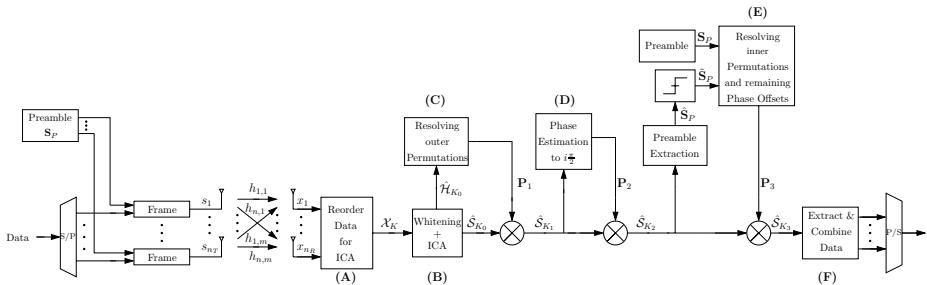 (E)
Preamble
S_P
Resolving
inner
Permutations
and remaining
Phase Offsets
S̃_P
Ŝ_P
(C)
(D)
Preamble
S_P
Resolving
outer
Permutations
Phase
Estimation
to i π/2
Preamble
Extraction
Ĥ_{K_0}
P_1
P_2
P_3
Data
S/P
Frame
Frame
s_1
s_{n_T}
h_{1,1}
h_{n,1}
h_{1,m}
h_{n,m}
x_1
x_{n_R}
Reorder
Data
for
ICA
(A)
𝒳_K
Whitening
+
ICA
(B)
Ŝ_{K_0}
Ŝ_{K_1}
Ŝ_{K_2}
Ŝ_{K_3}
Extract &
Combine
Data
(F)
P/S